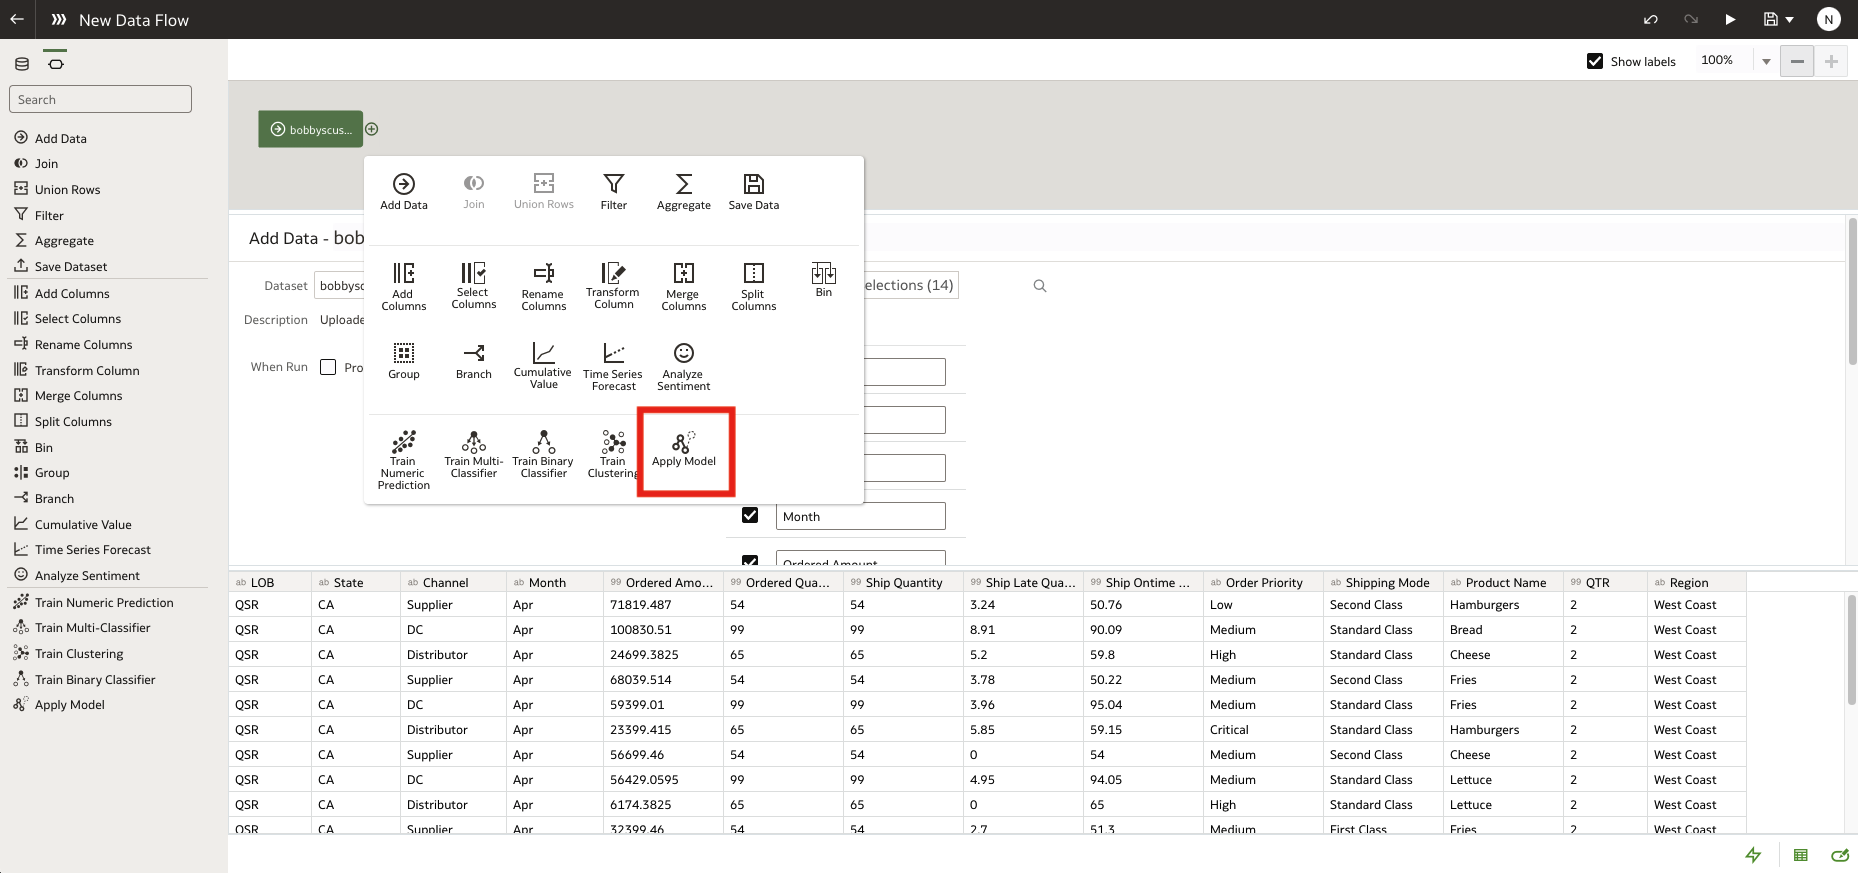 New Data Flow
N
Show labels
100%
Search
Add Data
Join
Union Rows
Filter
Aggregate
Save Dataset
Add Columns
Select Columns
Rename Columns
Transform Column
Merge Columns
Split Columns
Bin
Group
Branch
Cumulative Value
Time Series Forecast
Analyze Sentiment
Train Numeric Prediction
Train Multi-Classifier
Train Clustering
Train Binary Classifier
Apply Model
bobbyscus...
Add Data
Join
Union Rows
Filter
Aggregate
Save Data
Add Columns
Select Columns
Rename Columns
Transform Column
Merge Columns
Split Columns
Bin
Group
Branch
Cumulative Value
Time Series Forecast
Analyze Sentiment
Train Numeric Prediction
Train Multi-Classifier
Train Binary Classifier
Train Clustering
Apply Model
Add Data - bob
Dataset bobbysc
elections (14)
Description Uploade
When Run Pro
Month
Ordered Amount
ab LOB ab State ab Channel ab Month 99 Ordered Amo... 99 Ordered Qua... 99 Ship Quantity 99 Ship Late Qua... 99 Ship Ontime ... ab Order Priority ab Shipping Mode ab Product Name 99 QTR ab Region
QSR CA Supplier Apr 71819.487 54 54 3.24 50.76 Low Second Class Hamburgers 2 West Coast
QSR CA DC Apr 100830.51 99 99 8.91 90.09 Medium Standard Class Bread 2 West Coast
QSR CA Distributor Apr 24699.3825 65 65 5.2 59.8 High Standard Class Cheese 2 West Coast
QSR CA Supplier Apr 68039.514 54 54 3.78 50.22 Medium Second Class Fries 2 West Coast
QSR CA DC Apr 59399.01 99 99 3.96 95.04 Medium Standard Class Fries 2 West Coast
QSR CA Distributor Apr 23399.415 65 65 5.85 59.15 Critical Standard Class Hamburgers 2 West Coast
QSR CA Supplier Apr 56699.46 54 54 0 54 Medium Second Class Cheese 2 West Coast
QSR CA DC Apr 56429.0595 99 99 4.95 94.05 Medium Standard Class Lettuce 2 West Coast
QSR CA Distributor Apr 6174.3825 65 65 0 65 High Standard Class Lettuce 2 West Coast
QSR CA Supplier Apr 32399.46 54 54 2.7 51.3 Medium First Class Fries 2 West Coast